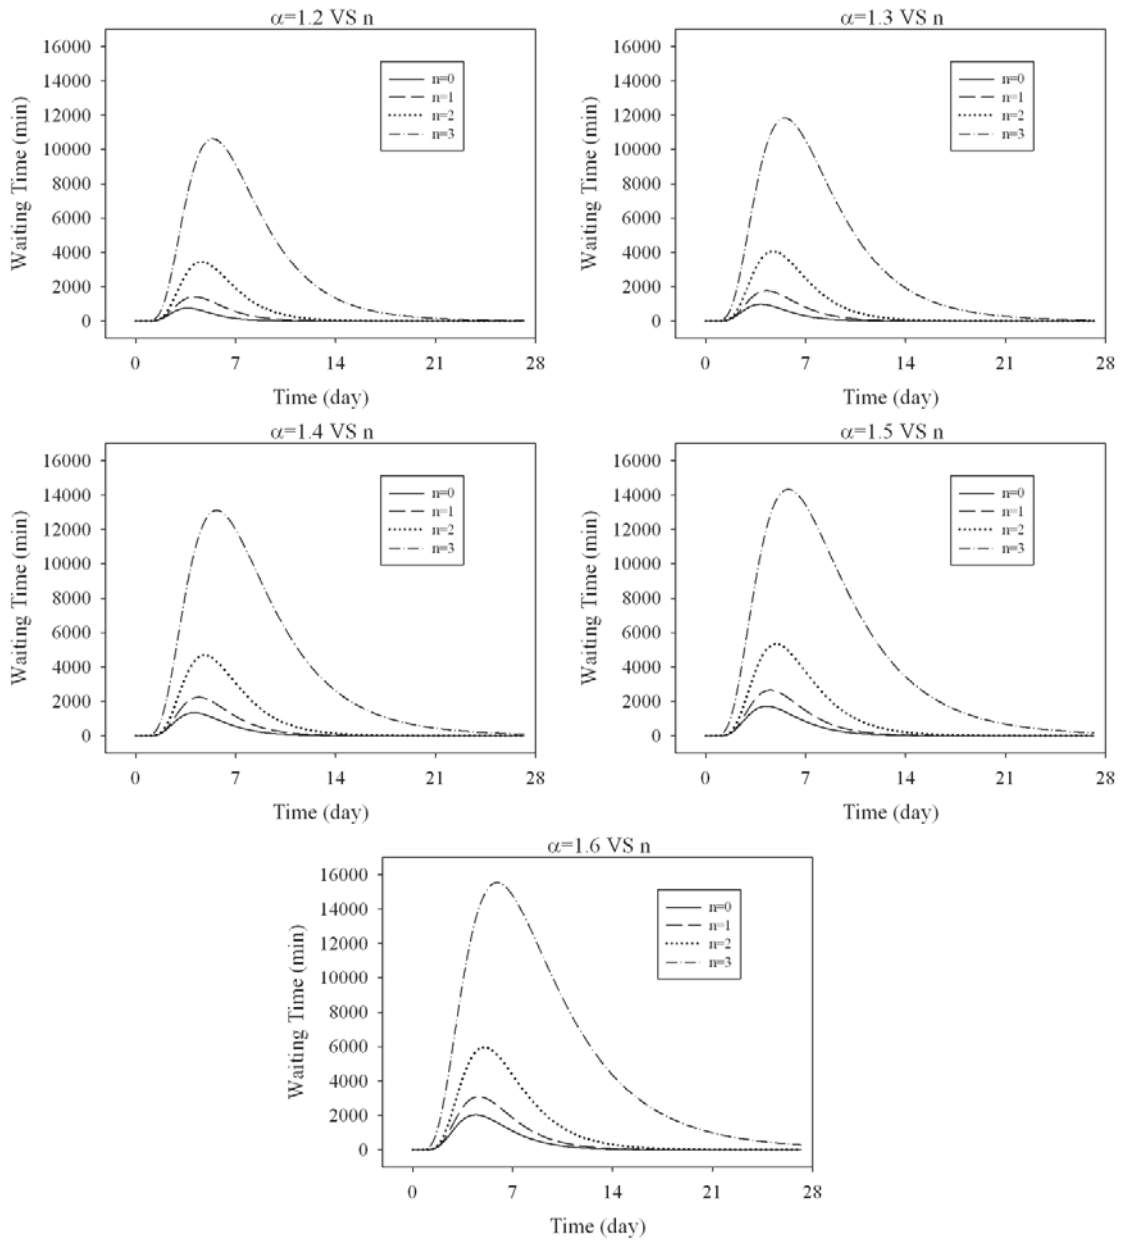 α=1.2 VS n
16000
14000
12000
10000
8000
6000
4000
2000
0
Waiting Time (min)
n=0
n=1
n=2
n=3
0 7 14 21 28
Time (day)
α=1.3 VS n
16000
14000
12000
10000
8000
6000
4000
2000
0
Waiting Time (min)
n=0
n=1
n=2
n=3
0 7 14 21 28
Time (day)
α=1.4 VS n
16000
14000
12000
10000
8000
6000
4000
2000
0
Waiting Time (min)
n=0
n=1
n=2
n=3
0 7 14 21 28
Time (day)
α=1.5 VS n
16000
14000
12000
10000
8000
6000
4000
2000
0
Waiting Time (min)
n=0
n=1
n=2
n=3
0 7 14 21 28
Time (day)
α=1.6 VS n
16000
14000
12000
10000
8000
6000
4000
2000
0
Waiting Time (min)
n=0
n=1
n=2
n=3
0 7 14 21 28
Time (day)